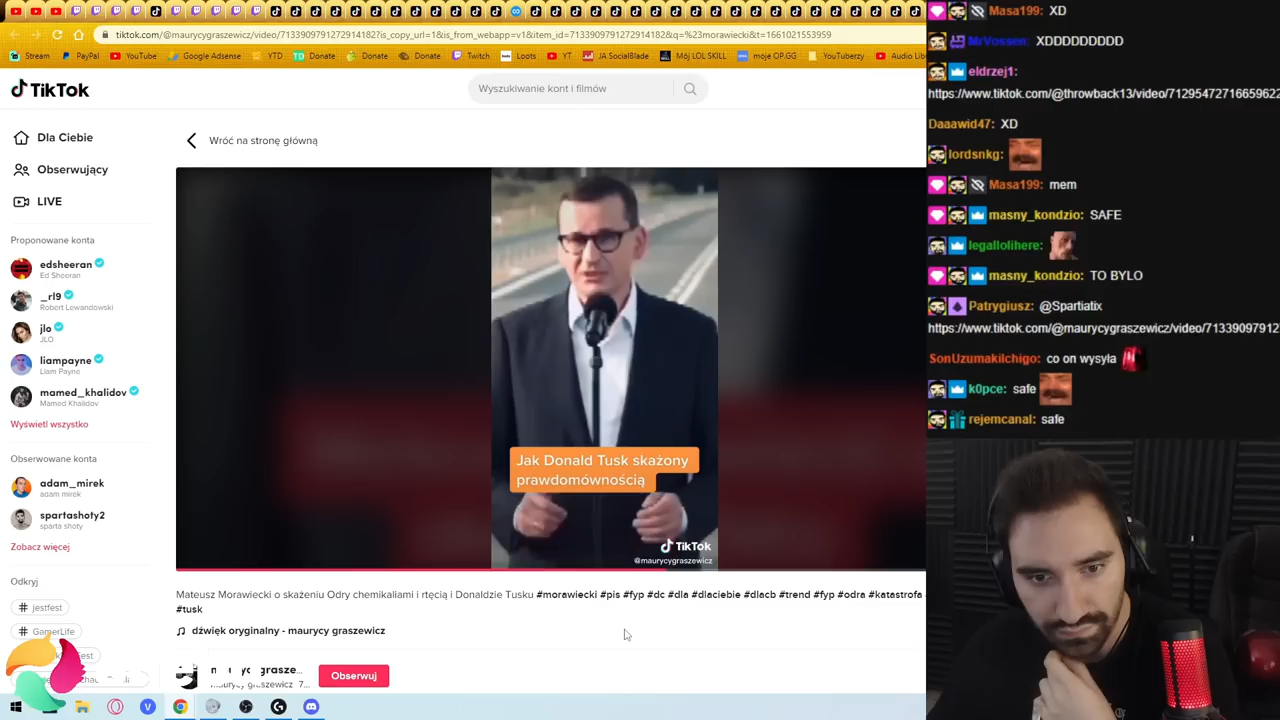 tiktok.com/@maurycygraszewicz/video/7133909791272914182?is_copy_url=1&is_from_webapp=v1&item_id=7133909791272914182&q=%23morawiecki&t=1661021553959
Stream PayPal YouTube Google Adsense YTD Donate Donate Donate Twitch Loots YT JA SocialBlade Mój LOL SKILL moje OP.GG YouTuberzy Audio Lib
TikTok
Wyszukiwanie kont i filmów
Dla Ciebie
Obserwujący
LIVE
Wróć na stronę główną
Proponowane konta
edsheeran
Ed Sheeran
_rl9
Robert Lewandowski
jlo
JLO
liampayne
Liam Payne
mamed_khalidov
Mamed Khalidov
Wyświetl wszystko
Obserwowane konta
adam_mirek
adam mirek
spartashoty2
sparta shoty
Zobacz więcej
Odkryj
# jestfest
# GamerLife
Jak Donald Tusk skażony
prawdomównością
TikTok
@maurycygraszewicz
Mateusz Morawiecki o skażeniu Odry chemikaliami i rtęcią i Donaldzie Tusku #morawiecki #pis #fyp #dc #dla #dlaciebie #dlacb #trend #fyp #odra #katastrofa
#tusk
dźwięk oryginalny - maurycy graszewicz
Obserwuj
Masa199: XD
MrVossen: XDDDDDDDDD
eldrzej1:
https://www.tiktok.com/@throwback13/video/71295472716659622
Daaawid47: XD
lordsnkg:
Masa199: mem
masny_kondzio: SAFE
legallolihere:
masny_kondzio: TO BYLO
Patrygiusz: @Spartiatix
https://www.tiktok.com/@maurycygraszewicz/video/71339097912
SonUzumakiIchigo: co on wysyła
k0pce: safe
rejemcanal: safe